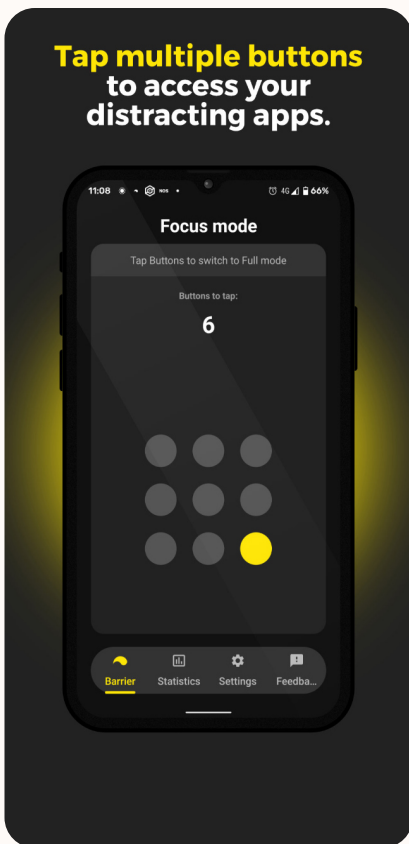 Tap multiple buttons
to access your
distracting apps.
11:08 NOS 4G 66%
Focus mode
Tap Buttons to switch to Full mode
Buttons to tap:
6
Barrier Statistics Settings Feedba...